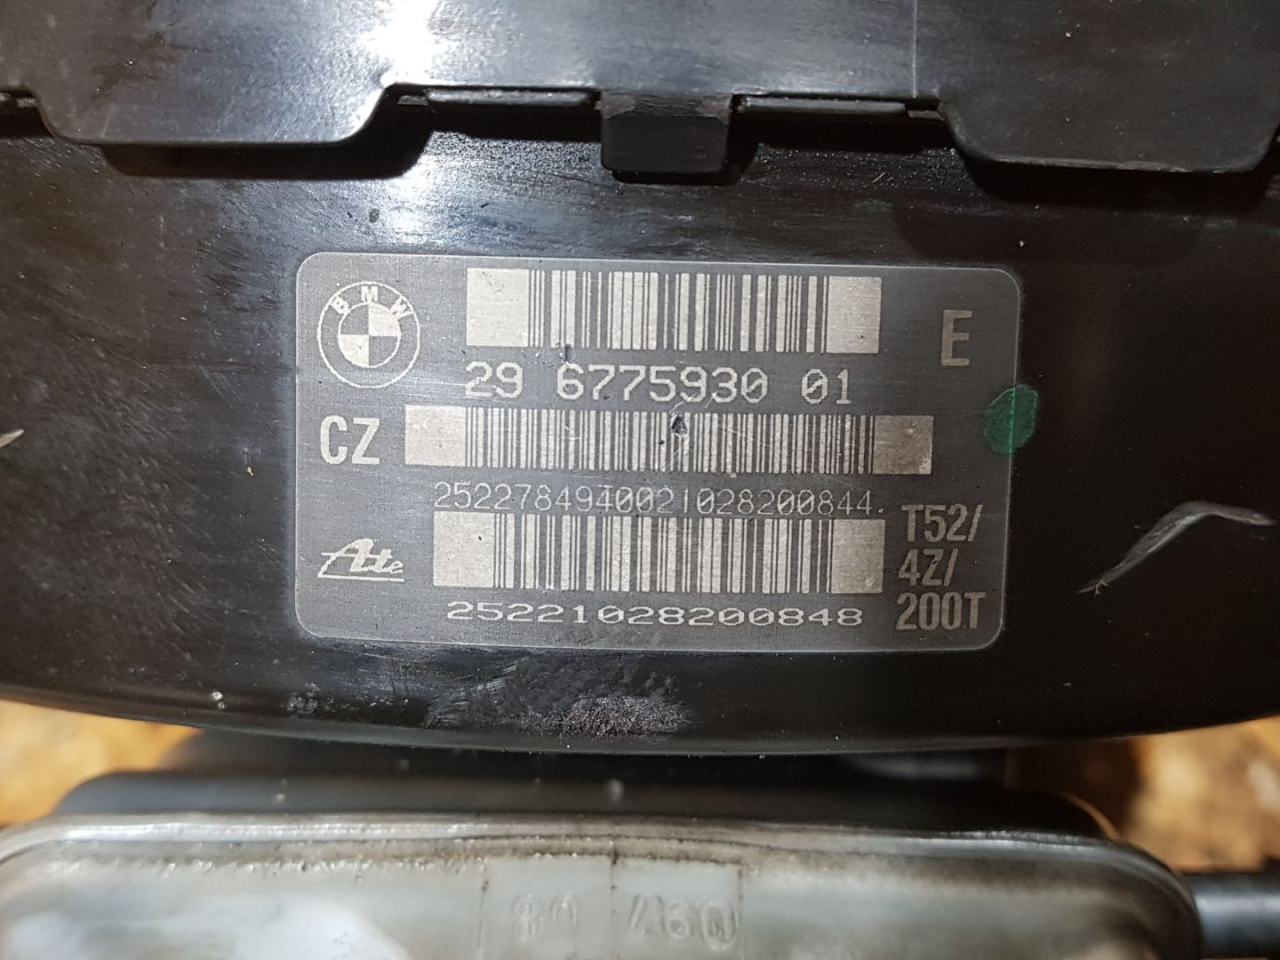 BMW
E
29 6775930 01
CZ
2522784940021028200844.
Ate
T52/
4Z/
200T
25221028200848